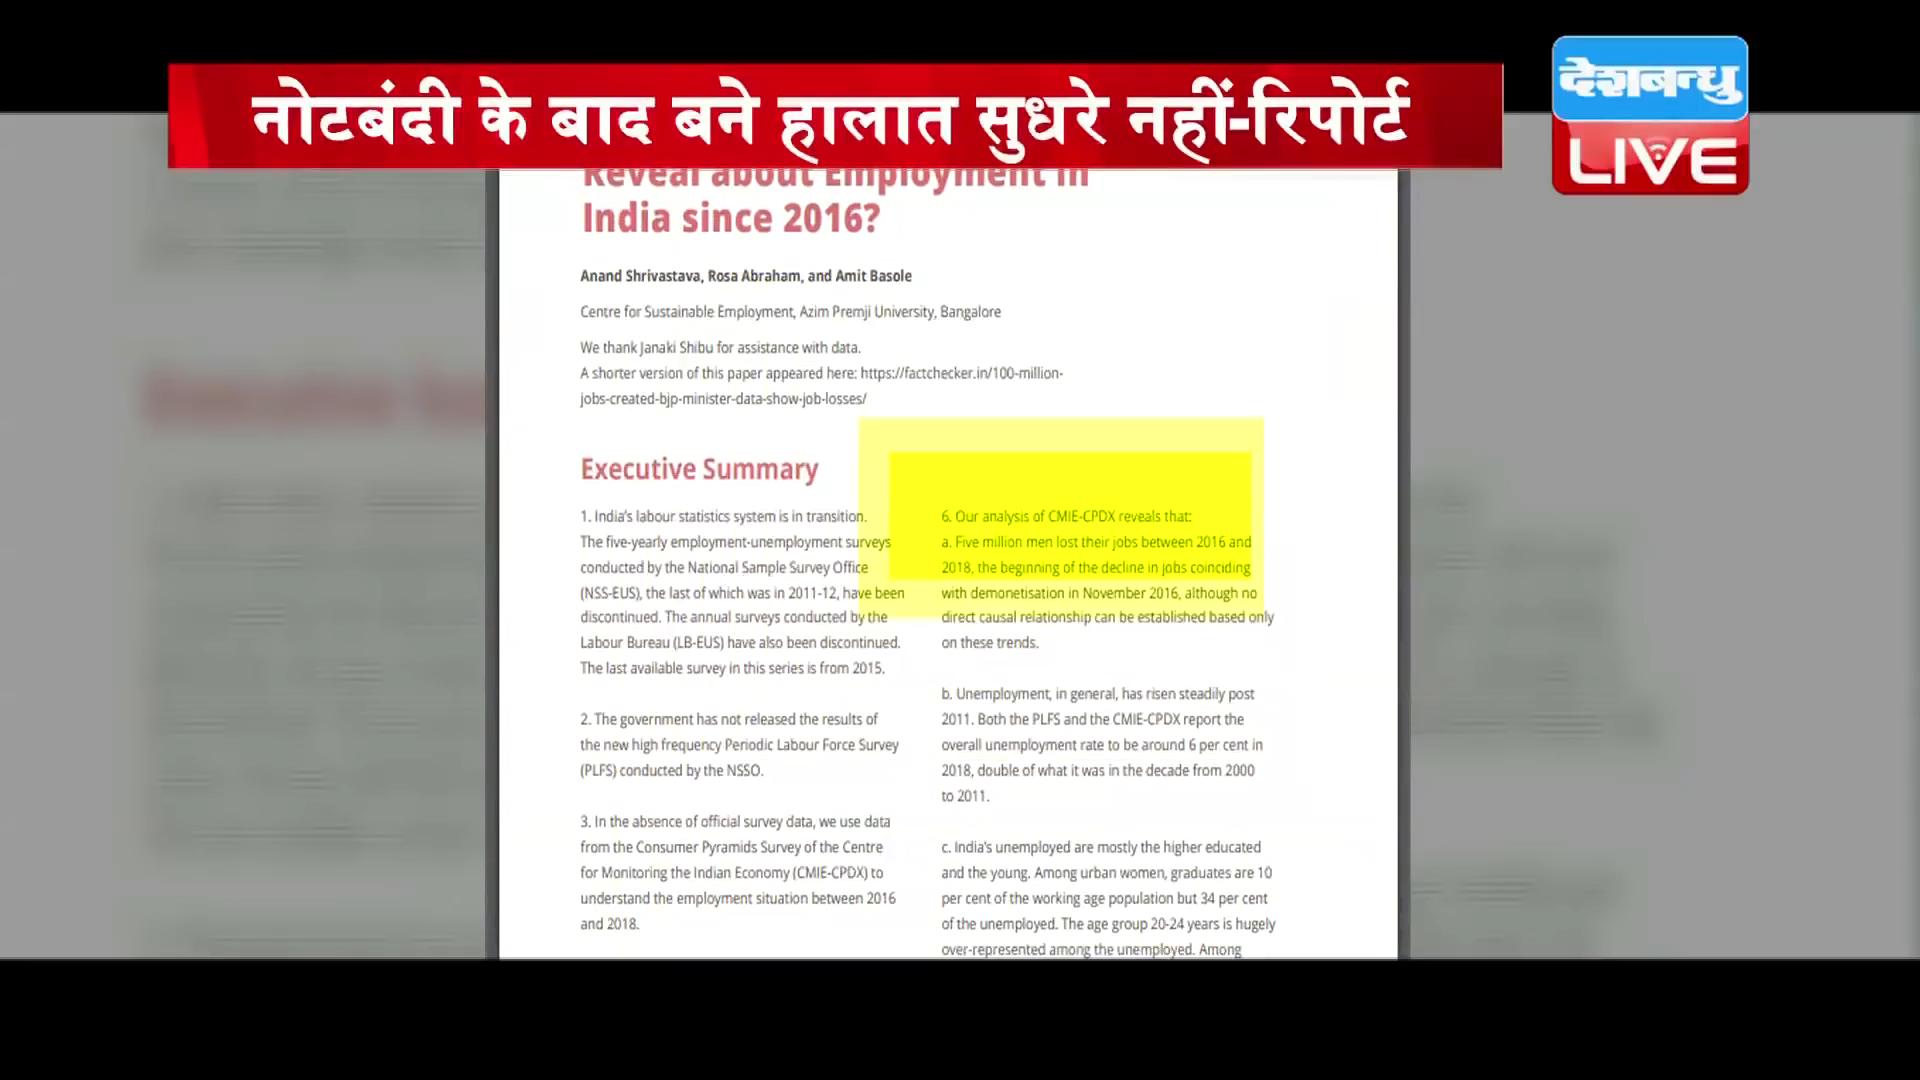 नोटबंदी के बाद बने हालात सुधरे नहीं-रिपोर्ट
देशबन्धु
LIVE
Reveal about Employment in
India since 2016?
Anand Shrivastava, Rosa Abraham, and Amit Basole
Centre for Sustainable Employment, Azim Premji University, Bangalore
We thank Janaki Shibu for assistance with data.
A shorter version of this paper appeared here: https://factchecker.in/100-million-
jobs-created-bjp-minister-data-show-job-losses/
Executive Summary
1. India's labour statistics system is in transition.
The five-yearly employment-unemployment surveys
conducted by the National Sample Survey Office
(NSS-EUS), the last of which was in 2011-12, have been
discontinued. The annual surveys conducted by the
Labour Bureau (LB-EUS) have also been discontinued.
The last available survey in this series is from 2015.
2. The government has not released the results of
the new high frequency Periodic Labour Force Survey
(PLFS) conducted by the NSSO.
3. In the absence of official survey data, we use data
from the Consumer Pyramids Survey of the Centre
for Monitoring the Indian Economy (CMIE-CPDX) to
understand the employment situation between 2016
and 2018.
6. Our analysis of CMIE-CPDX reveals that:
a. Five million men lost their jobs between 2016 and
2018, the beginning of the decline in jobs coinciding
with demonetisation in November 2016, although no
direct causal relationship can be established based only
on these trends.
b. Unemployment, in general, has risen steadily post
2011. Both the PLFS and the CMIE-CPDX report the
overall unemployment rate to be around 6 per cent in
2018, double of what it was in the decade from 2000
to 2011.
c. India's unemployed are mostly the higher educated
and the young. Among urban women, graduates are 10
per cent of the working age population but 34 per cent
of the unemployed. The age group 20-24 years is hugely
over-represented among the unemployed. Among